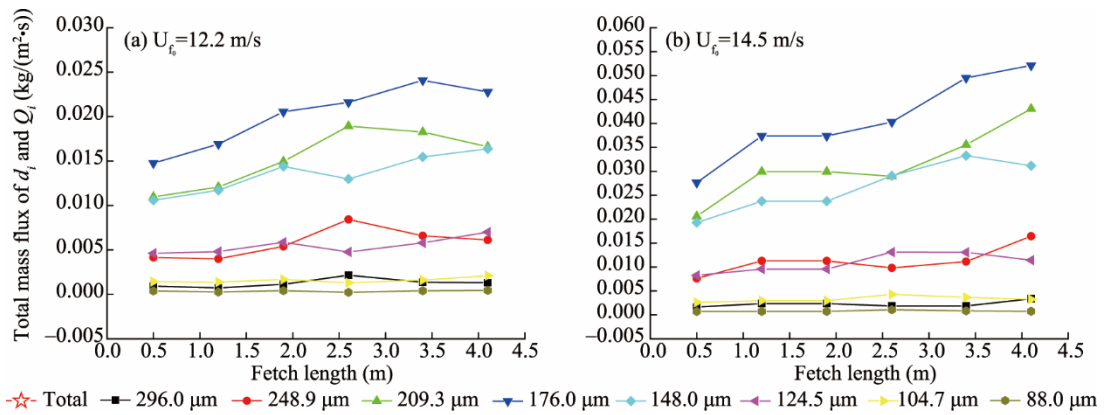 Total mass flux of dᵢ and Qᵢ (kg/(m²•s))
(a) U_f₀=12.2 m/s
0.030
0.025
0.020
0.015
0.010
0.005
0.000
−0.005
0.0 0.5 1.0 1.5 2.0 2.5 3.0 3.5 4.0 4.5
Fetch length (m)
(b) U_f₀=14.5 m/s
0.060
0.055
0.050
0.045
0.040
0.035
0.030
0.025
0.020
0.015
0.010
0.005
0.000
−0.005
0.0 0.5 1.0 1.5 2.0 2.5 3.0 3.5 4.0 4.5
Fetch length (m)
Total 296.0 μm 248.9 μm 209.3 μm 176.0 μm 148.0 μm 124.5 μm 104.7 μm 88.0 μm